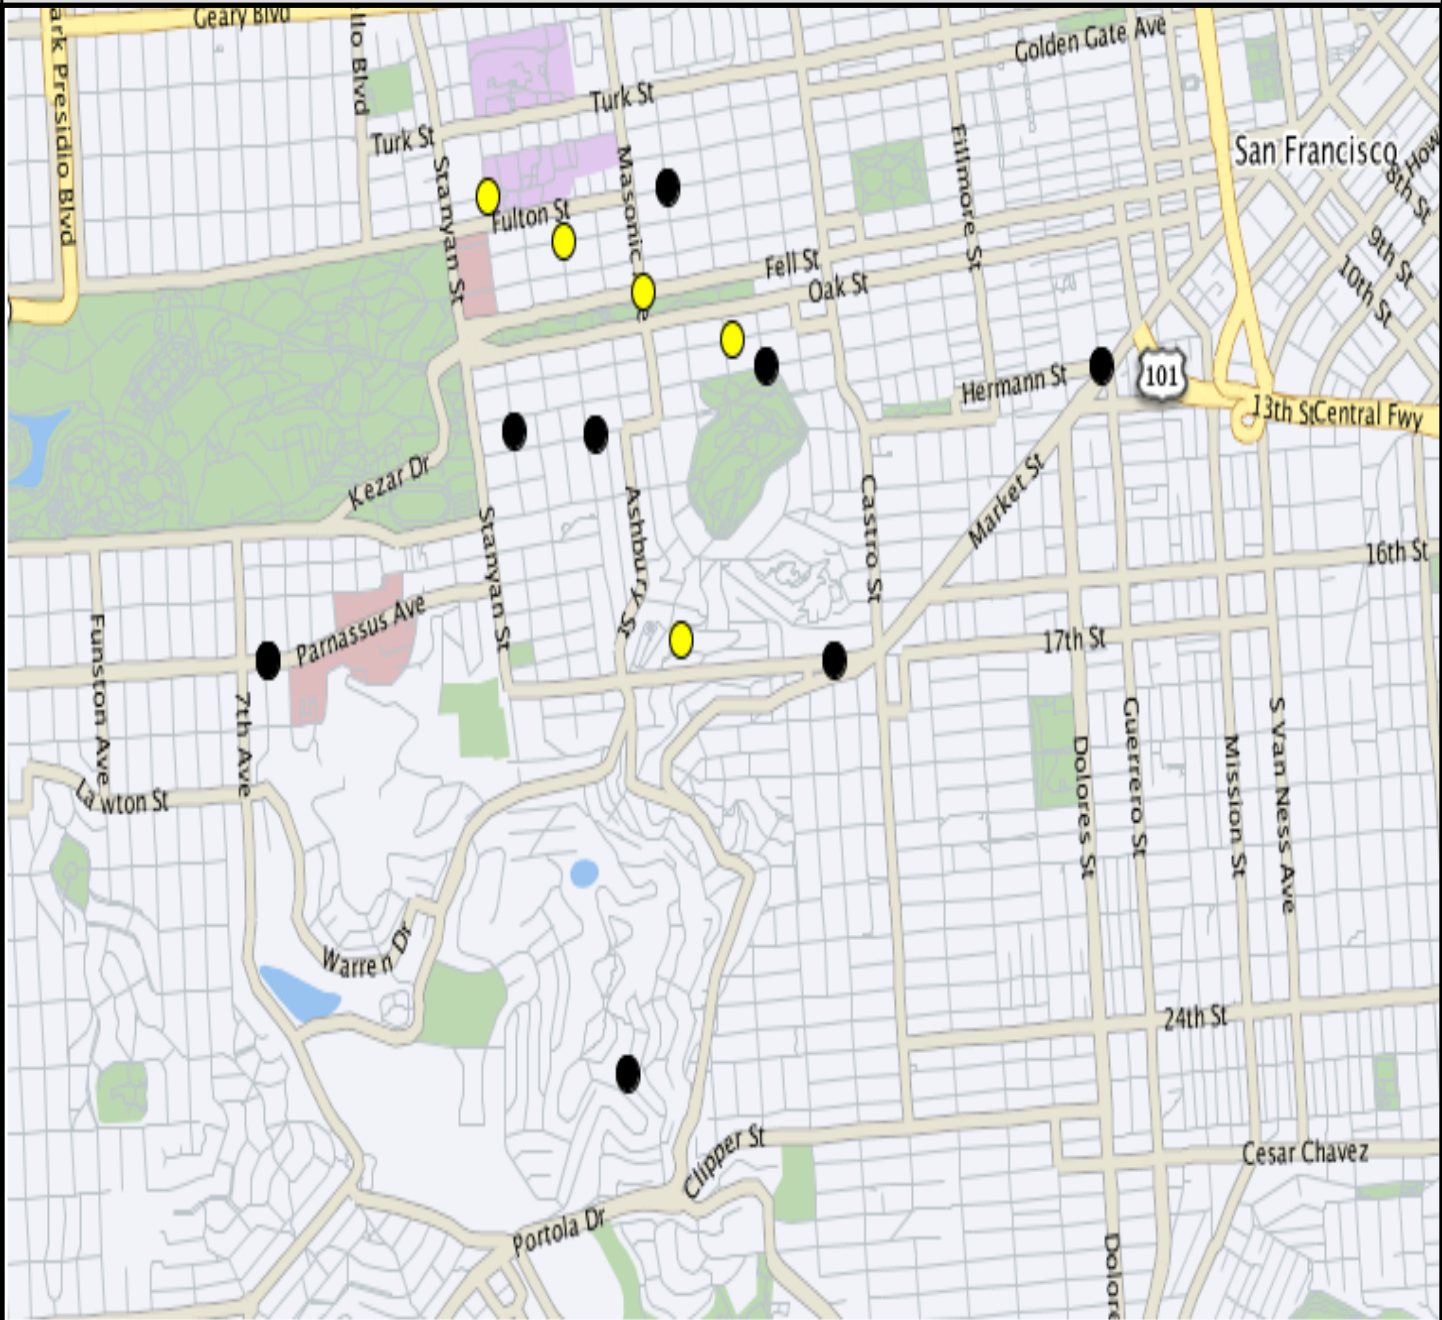 Geary Blvd
ark Presidio Blvd
llo Blvd
Golden Gate Ave
Turk St
Turk St
San Francisco
How
8th St
9th St
10th St
Stanyan St
Masonic
e
Fillmore St
Fulton St
Fell St
Oak St
Hermann St
101
13th St
Central Fwy
Kezar Dr
Market St
Stanyan St
Ashbury St
Castro St
16th St
Parnassus Ave
17th St
Funston Ave
7th Ave
Lawton St
Dolores St
Guerrero St
Mission St
S Van Ness Ave
Warren Dr
24th St
Clipper St
Cesar Chavez
Portola Dr
Dolore